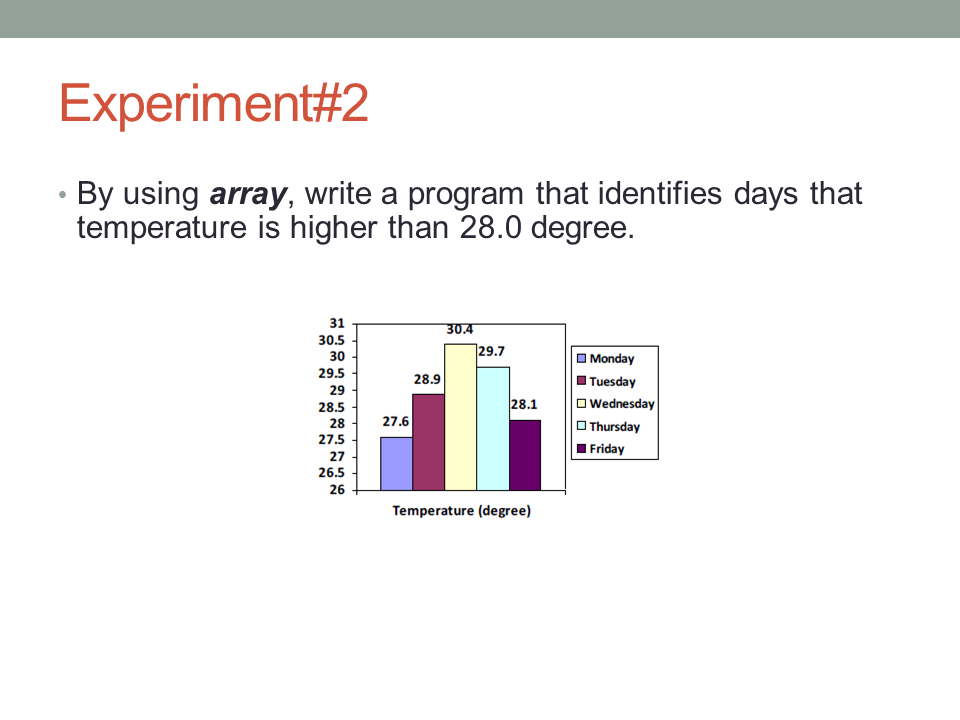 Experiment#2
• By using array, write a program that identifies days that
temperature is higher than 28.0 degree.
31
30.5
30
29.5
29
28.5
28
27.5
27
26.5
26
27.6
28.9
30.4
29.7
28.1
Temperature (degree)
Monday
Tuesday
Wednesday
Thursday
Friday